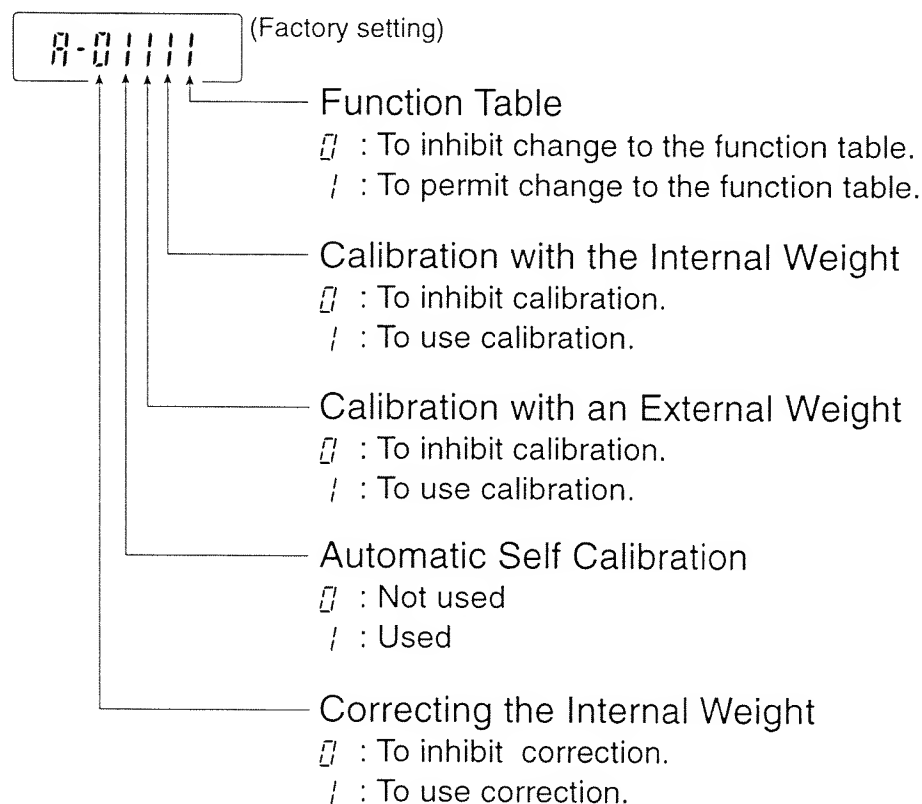 A-01111 (Factory setting)
Function Table
0 : To inhibit change to the function table.
1 : To permit change to the function table.
Calibration with the Internal Weight
0 : To inhibit calibration.
1 : To use calibration.
Calibration with an External Weight
0 : To inhibit calibration.
1 : To use calibration.
Automatic Self Calibration
0 : Not used
1 : Used
Correcting the Internal Weight
0 : To inhibit correction.
1 : To use correction.